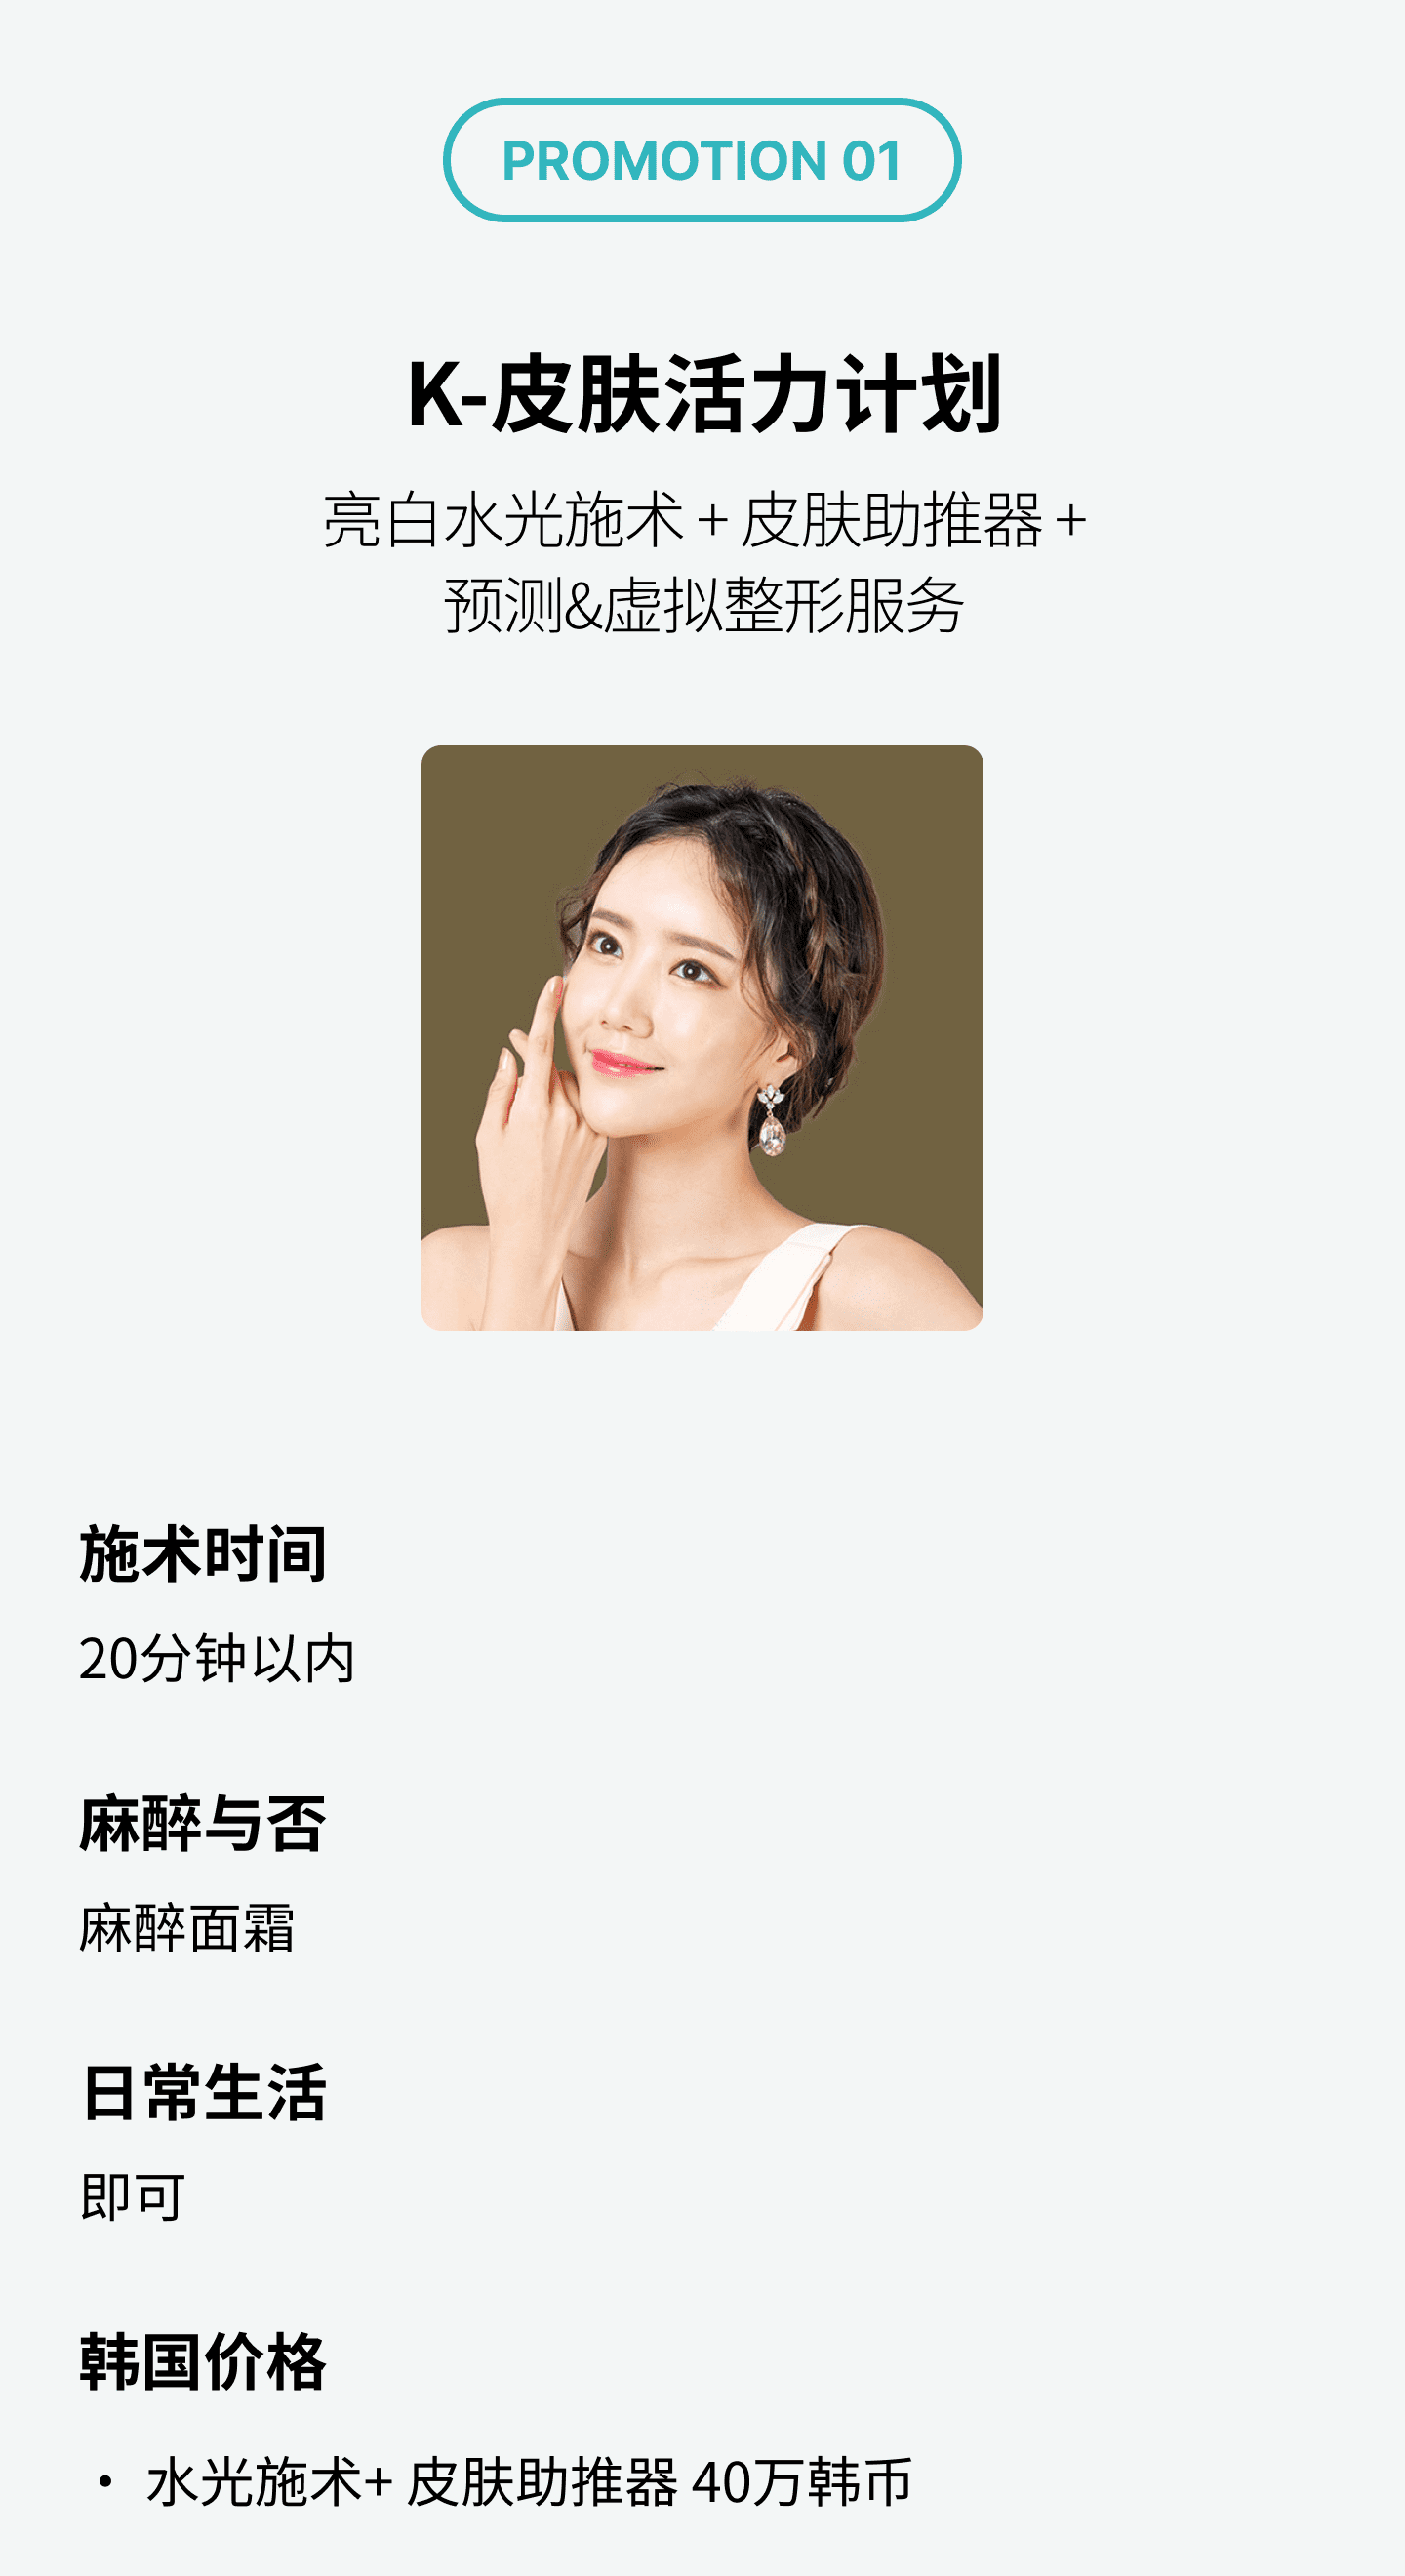 PROMOTION 01
K-皮肤活力计划
亮白水光施术 + 皮肤助推器 +
预测&虚拟整形服务
施术时间
20分钟以内
麻醉与否
麻醉面霜
日常生活
即可
韩国价格
• 水光施术+ 皮肤助推器 40万韩币